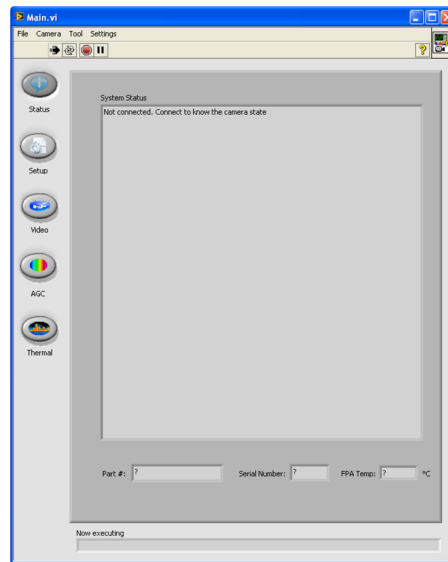 Main.vi
File Camera Tool Settings
Status
System Status
Not connected. Connect to know the camera state
Setup
Video
AGC
Thermal
Part #: ? Serial Number: ? FPA Temp: ? °C
Now executing